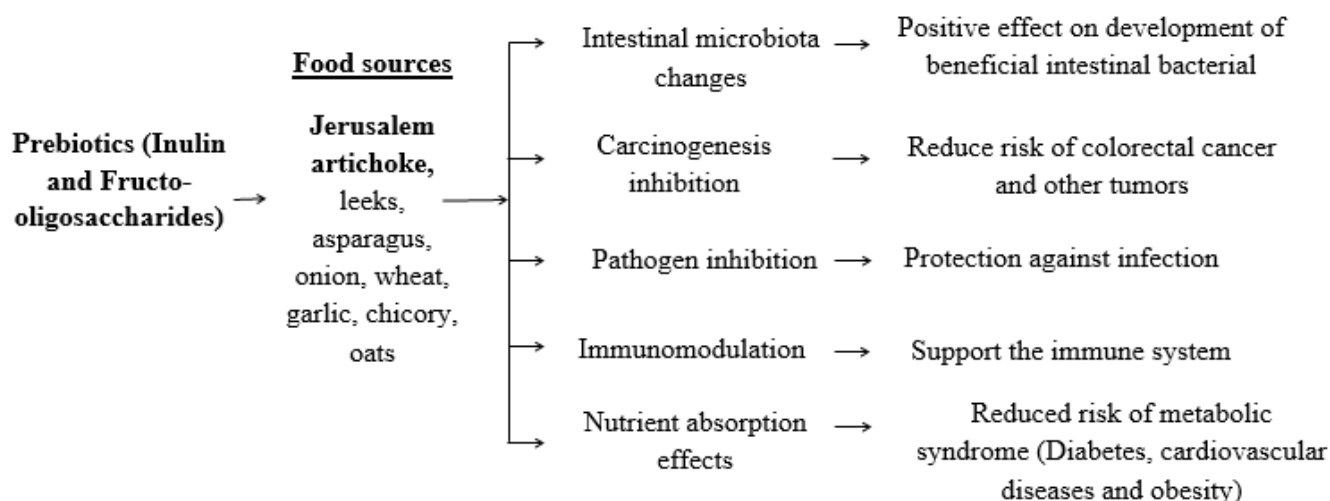 Prebiotics (Inulin
and Fructo-
oligosaccharides)
Food sources
Jerusalem
artichoke,
leeks,
asparagus,
onion, wheat,
garlic, chicory,
oats
Intestinal microbiota
changes
Positive effect on development of
beneficial intestinal bacterial
Carcinogenesis
inhibition
Reduce risk of colorectal cancer
and other tumors
Pathogen inhibition
Protection against infection
Immunomodulation
Support the immune system
Nutrient absorption
effects
Reduced risk of metabolic
syndrome (Diabetes, cardiovascular
diseases and obesity)